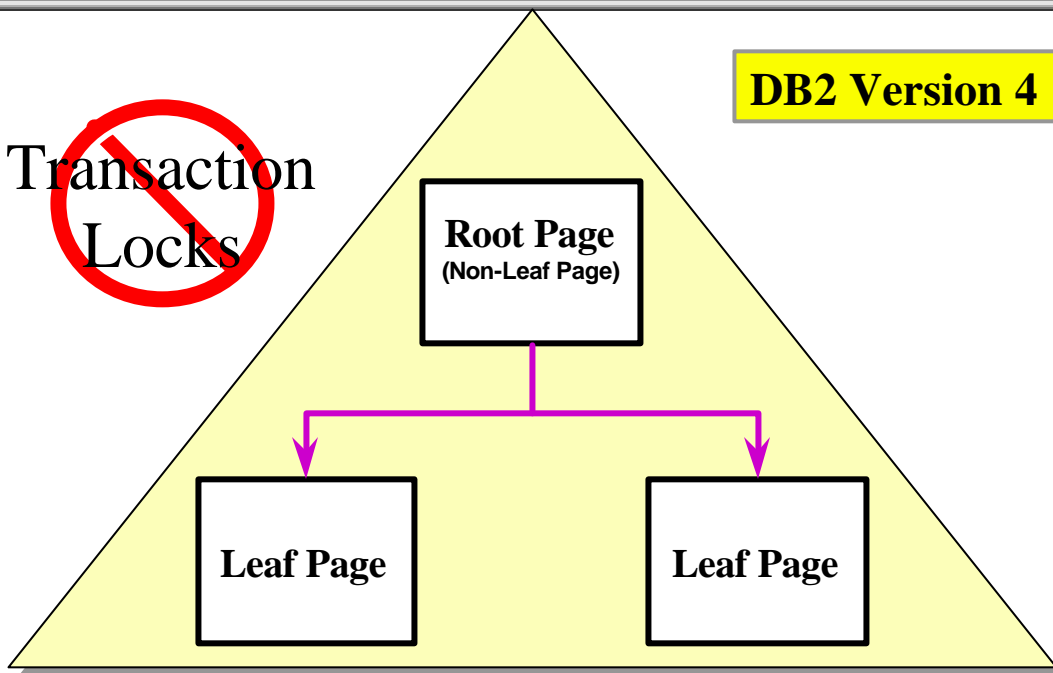 DB2 Version 4
Transaction
Locks
Root Page
(Non-Leaf Page)
Leaf Page
Leaf Page